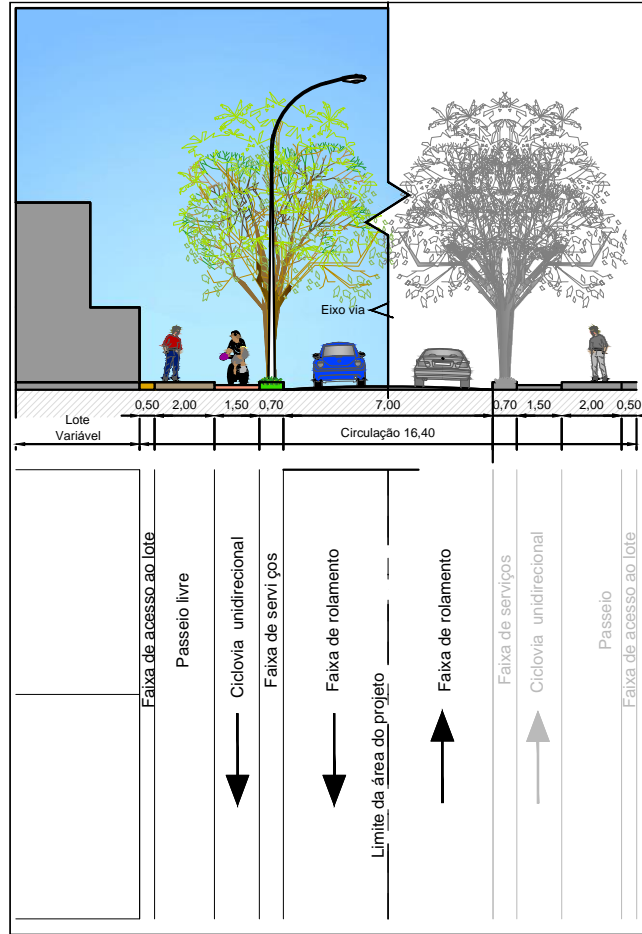 Eixo via
0,50 2,00 1,50 0,70 7,00 0,70 1,50 2,00 0,50
Lote
Variável
Circulação 16,40
Faixa de acesso ao lote
Passeio livre
Ciclovia unidirecional
Faixa de servi ços
Faixa de rolamento
Limite da área do projeto
Faixa de rolamento
Faixa de serviços
Ciclovia unidirecional
Passeio
Faixa de acesso ao lote